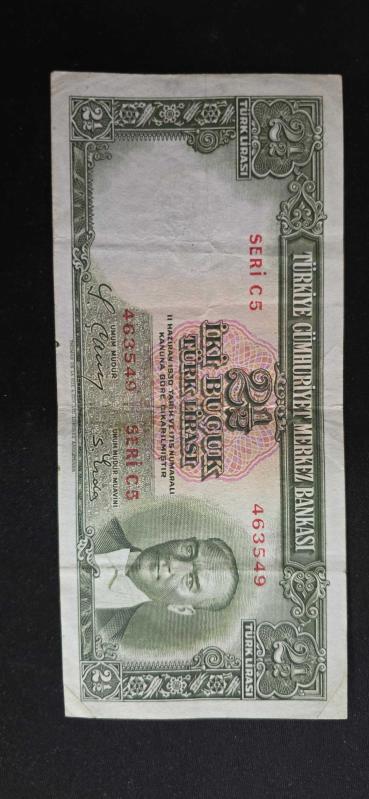 TÜRKİYE CÜMHURİYET MERKEZ BANKASI
2½
TÜRK LİRASI
2½
TÜRK LİRASI
SERİ C5
463549
2½
İKİ BUÇUK
TÜRK LİRASI
11 HAZİRAN 1930 TARİH VE 1715 NUMARALI
KANUNA GÖRE ÇIKARILMIŞTIR
463549 SERİ C5
UMUM MÜDÜR
UMUM MÜDÜR MUAVİNİ
2½
2½